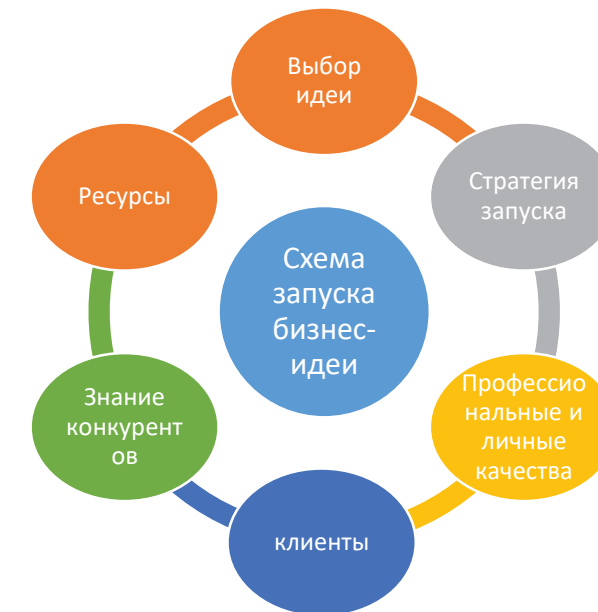 Выбор
идеи
Стратегия
запуска
Профессио
нальные и
личные
качества
клиенты
Знание
конкурент
ов
Ресурсы
Схема
запуска
бизнес-
идеи